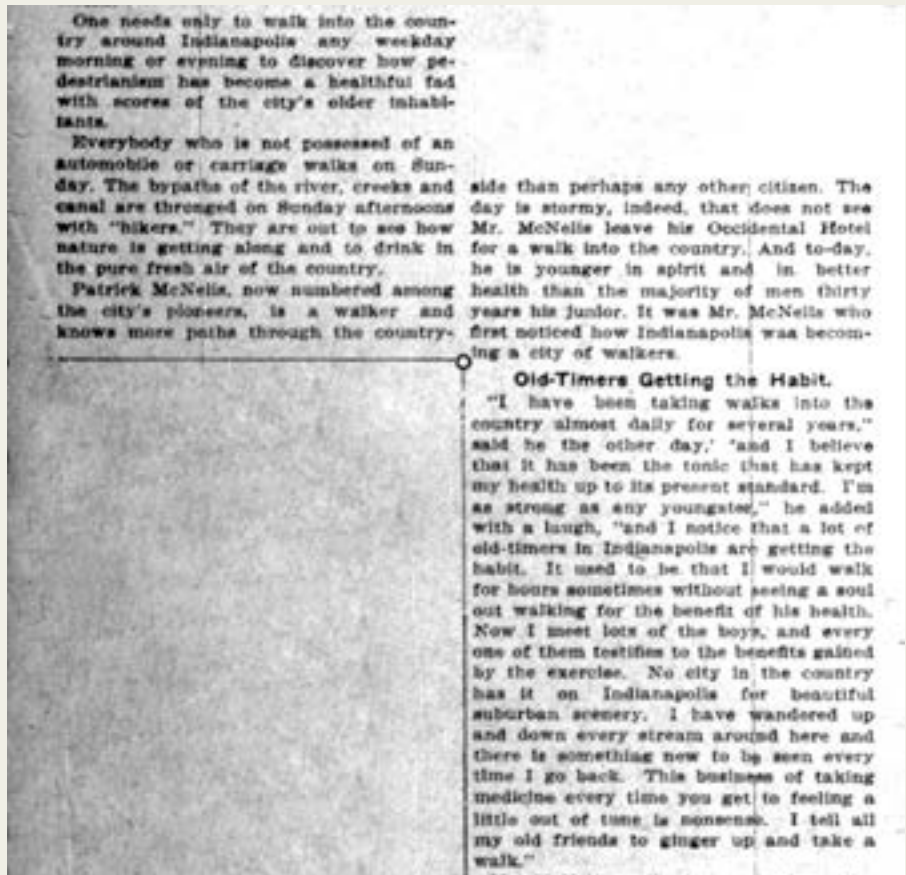 One needs only to walk into the coun-
try around Indianapolis any weekday
morning or evening to discover how pe-
destrianism has become a healthful fad
with scores of the city's older inhabi-
tants.
Everybody who is not possessed of an
automobile or carriage walks on Sun-
day. The bypaths of the river, creeks and
canal are thronged on Sunday afternoons
with "hikers." They are out to see how
nature is getting along and to drink in
the pure fresh air of the country.
Patrick McNelis, now numbered among
the city's pioneers, is a walker and
knows more paths through the country-
side than perhaps any other citizen. The
day is stormy, indeed, that does not see
Mr. McNelis leave his Occidental Hotel
for a walk into the country. And to-day,
he is younger in spirit and in better
health than the majority of men thirty
years his junior. It was Mr. McNelis who
first noticed how Indianapolis was becom-
ing a city of walkers.
Old-Timers Getting the Habit.
"I have been taking walks into the
country almost daily for several years,"
said he the other day,' 'and I believe
that it has been the tonic that has kept
my health up to its present standard. I'm
as strong as any youngster," he added
with a laugh, "and I notice that a lot of
old-timers in Indianapolis are getting the
habit. It used to be that I would walk
for hours sometimes without seeing a soul
out walking for the benefit of his health.
Now I meet lots of the boys, and every
one of them testifies to the benefits gained
by the exercise. No city in the country
has it on Indianapolis for beautiful
suburban scenery. I have wandered up
and down every stream around here and
there is something new to be seen every
time I go back. This business of taking
medicine every time you get to feeling a
little out of tune is nonsense. I tell all
my old friends to ginger up and take a
walk."